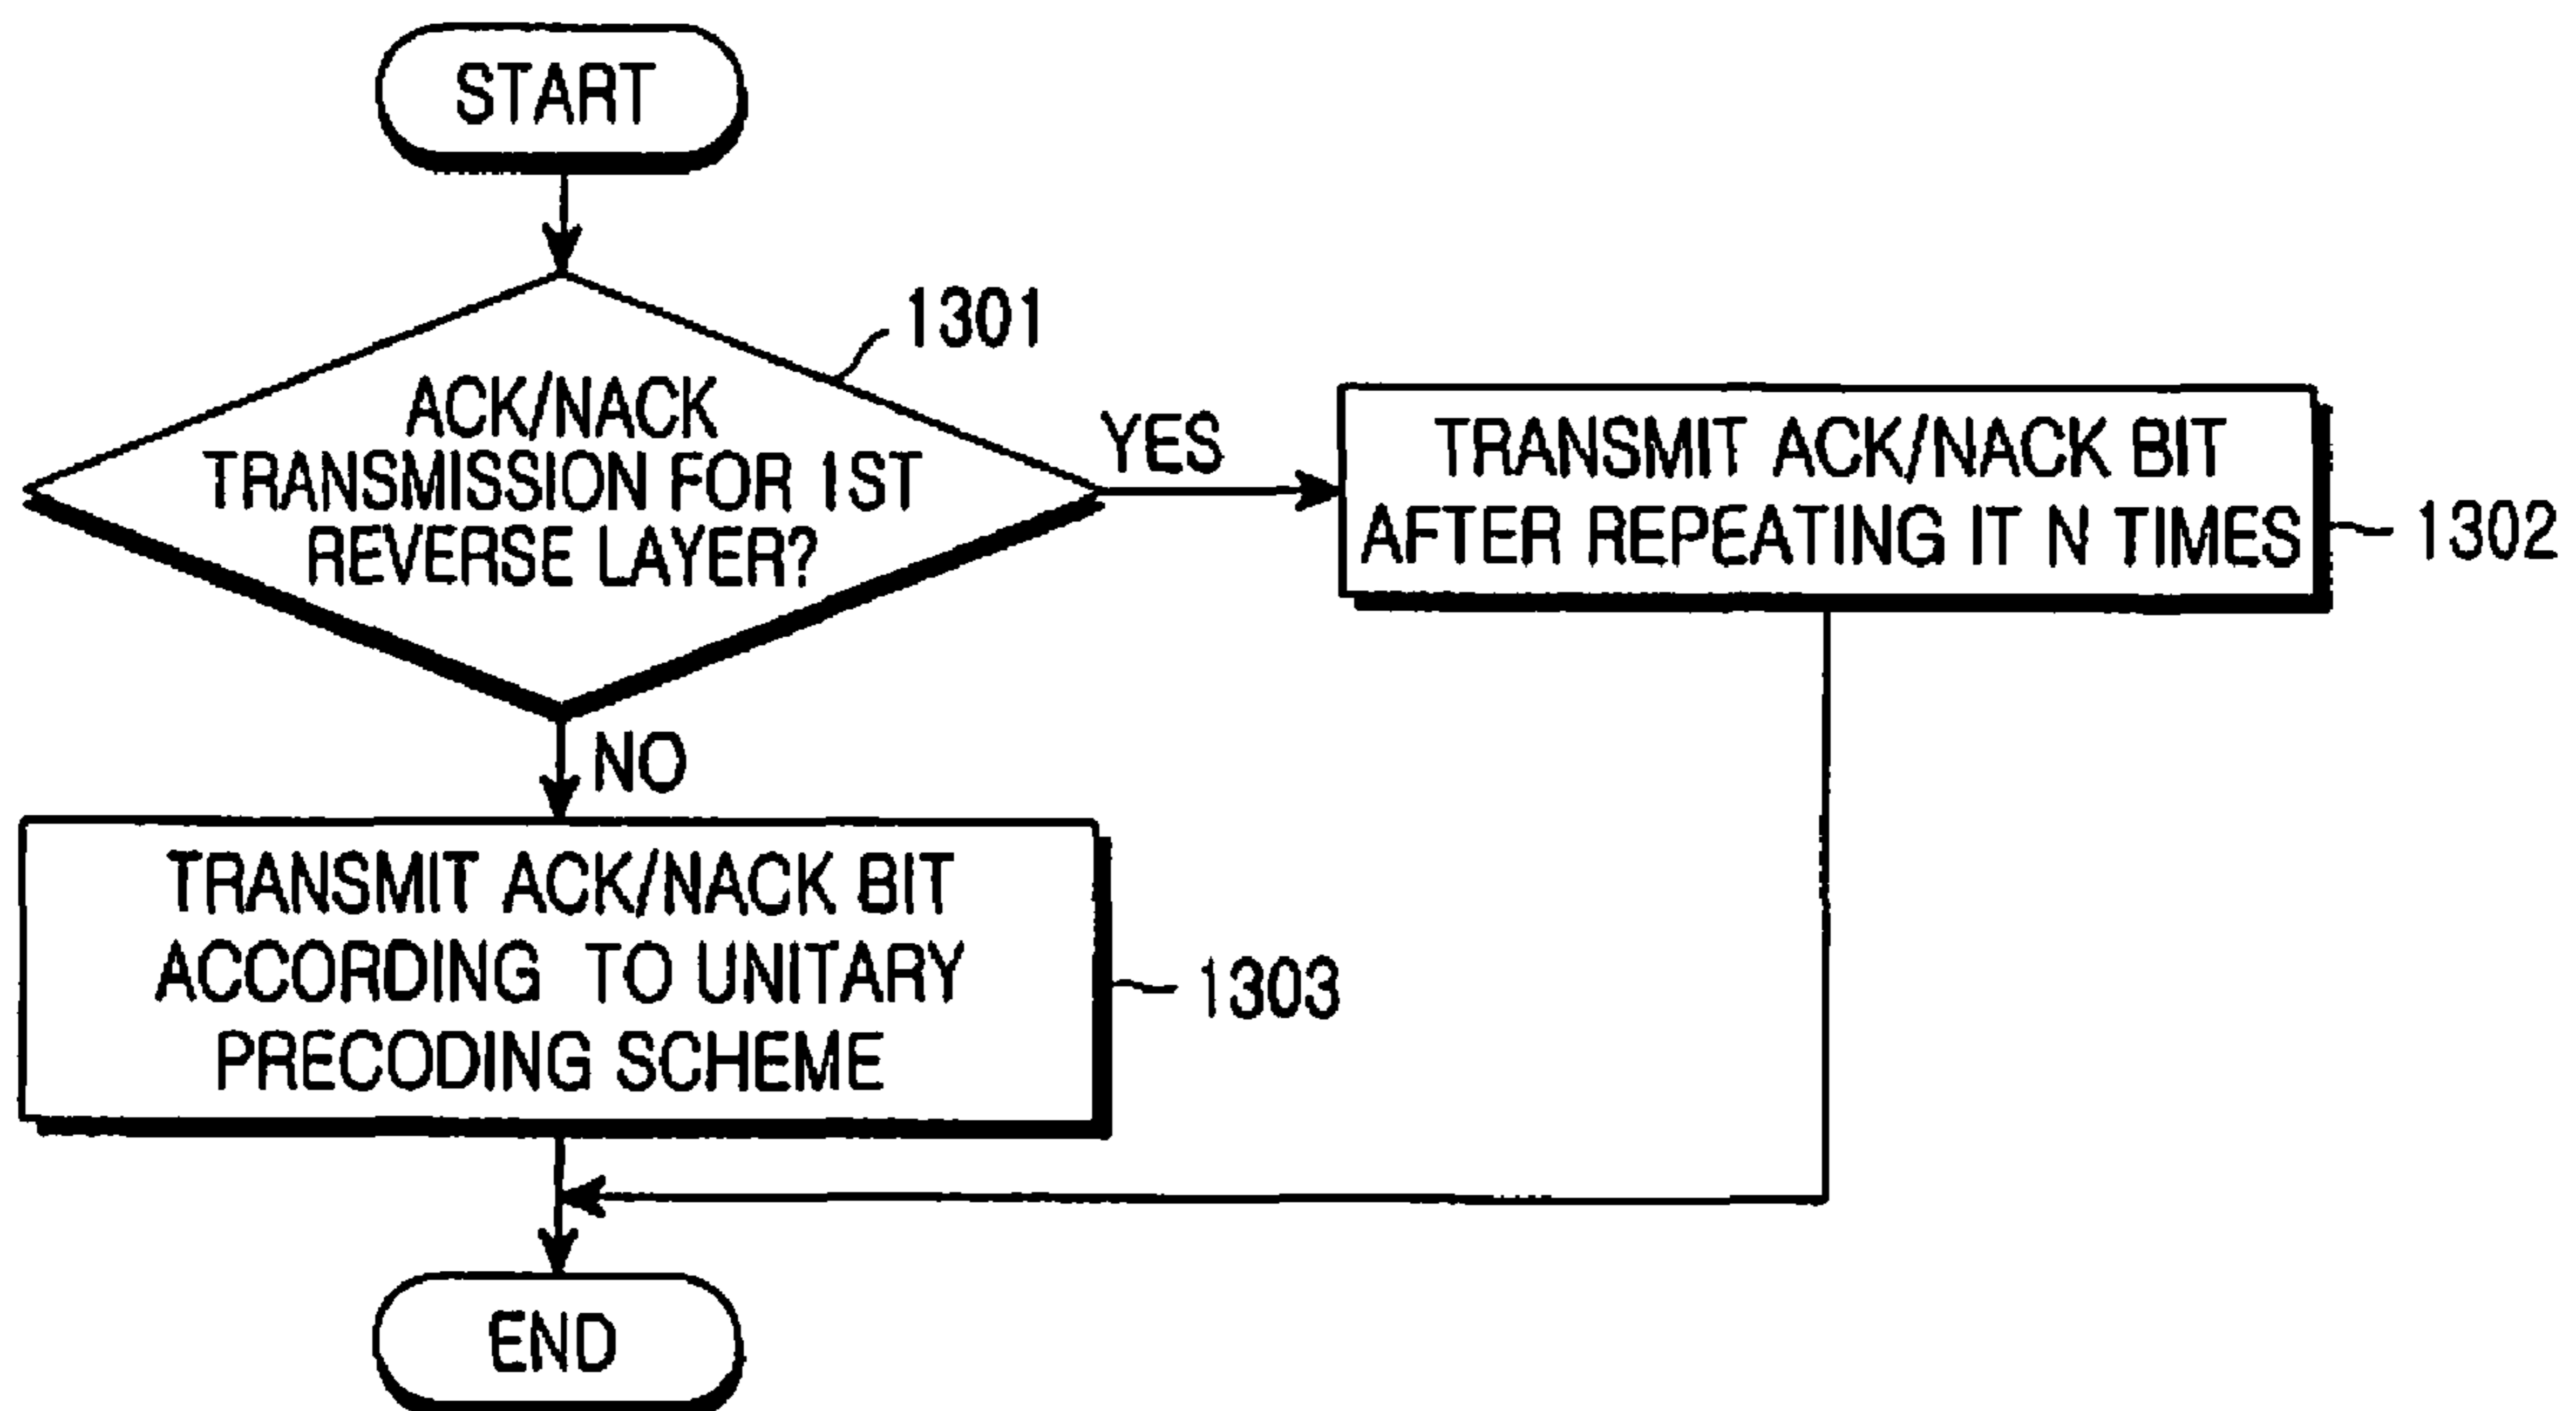 START
1301
ACK/NACK
TRANSMISSION FOR 1ST
REVERSE LAYER?
YES
TRANSMIT ACK/NACK BIT
AFTER REPEATING IT N TIMES
1302
NO
TRANSMIT ACK/NACK BIT
ACCORDING TO UNITARY
PRECODING SCHEME
1303
END